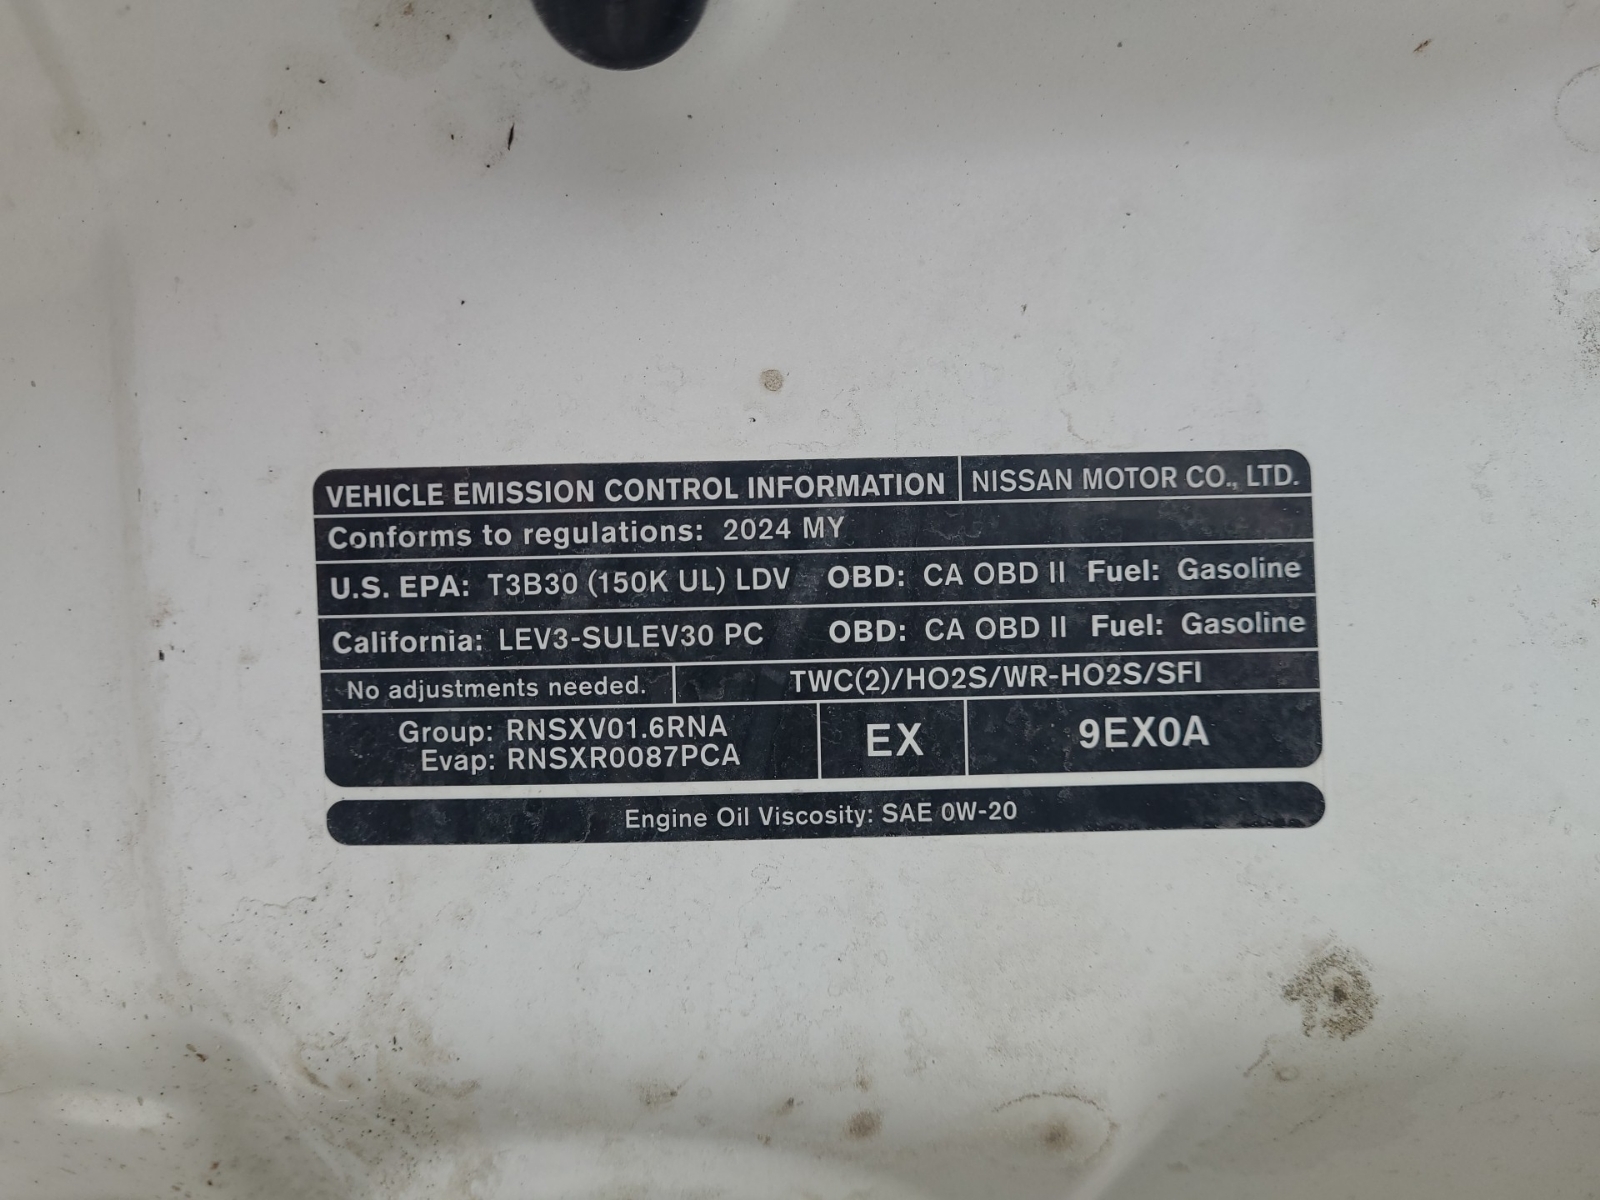 VEHICLE EMISSION CONTROL INFORMATION NISSAN MOTOR CO., LTD.
Conforms to regulations: 2024 MY
U.S. EPA: T3B30 (150K UL) LDV OBD: CA OBD II Fuel: Gasoline
California: LEV3-SULEV30 PC OBD: CA OBD II Fuel: Gasoline
No adjustments needed. TWC(2)/HO2S/WR-HO2S/SFI
Group: RNSXV01.6RNA
Evap: RNSXR0087PCA
EX
9EX0A
Engine Oil Viscosity: SAE 0W-20